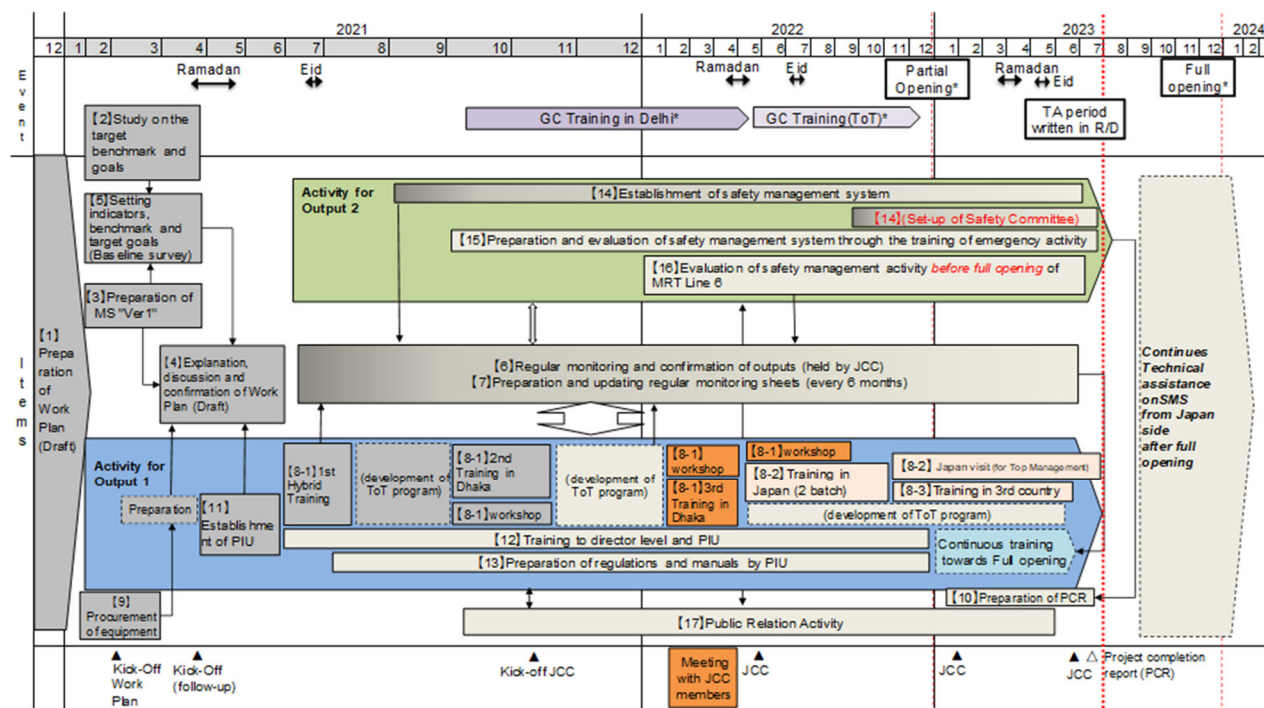 2021
2022
2023
2024
12 1 2 3 4 5 6 7 8 9 10 11 12 1 2 3 4 5 6 7 8 9 10 11 12 1 2 3 4 5 6 7 8 9 10 11 12 1 2
Event
Ramadan
Eid
Ramadan
Eid
Partial
Opening*
Ramadan
Eid
Full
opening*
GC Training in Delhi*
GC Training(ToT)*
TA period
written in R/D
Items
【1】
Prepa
ration
of
Work
Plan
(Draft)
【2】Study on the
target
benchmark and
goals
【5】Setting
indicators,
benchmark and
target goals
(Baseline survey)
【3】Preparation of
MS "Ver1"
【4】Explanation,
discussion and
confirmation of Work
Plan (Draft)
Activity for
Output 2
【14】Establishment of safety management system
【14】(Set-up of Safety Committee)
【15】Preparation and evaluation of safety management system through the training of emergency activity
【16】Evaluation of safety management activity before full opening of
MRT Line 6
【6】Regular monitoring and confirmation of outputs (held by JCC)
【7】Preparation and updating regular monitoring sheets (every 6 months)
Continues
Technical
assistance
onSMS
from Japan
side
after full
opening
Activity for
Output 1
Preparation
【11】
Establishme
nt of PIU
【8-1】1st
Hybrid
Training
(development of
ToT program)
【8-1】2nd
Training in
Dhaka
【8-1】workshop
(development of
ToT program)
【8-1】
workshop
【8-1】3rd
Training in
Dhaka
【8-1】workshop
【8-2】Training in
Japan (2 batch)
【8-2】 Japan visit (for Top Management)
【8-3】Training in 3rd country
(development of ToT program)
【12】Training to director level and PIU
【13】Preparation of regulations and manuals by PIU
Continuous training
towards Full opening
【9】
Procurement
of equipment
【10】Preparation of PCR
【17】Public Relation Activity
Kick-Off
Work
Plan
Kick-Off
(follow-up)
Kick-off JCC
Meeting
with JCC
members
JCC
JCC
JCC
Project completion
report (PCR)